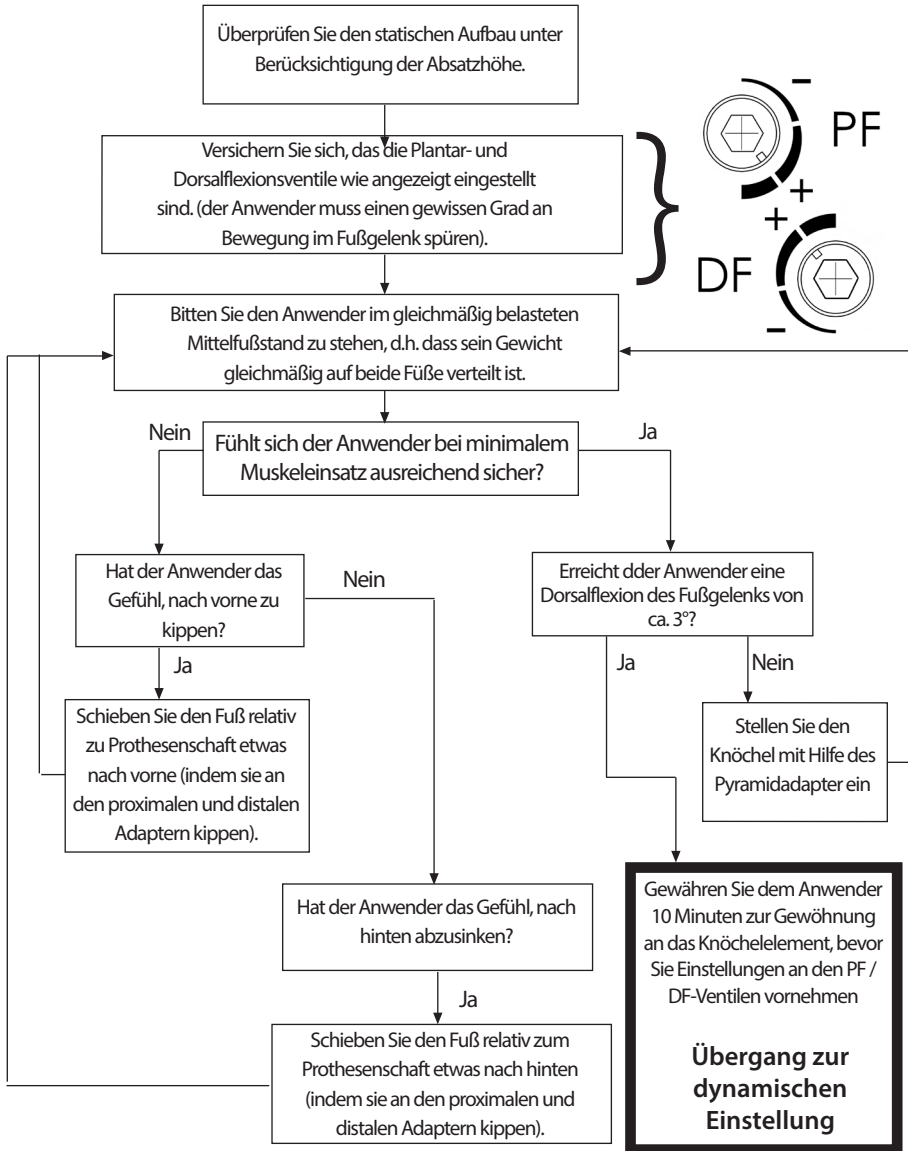 Überprüfen Sie den statischen Aufbau unter
Berücksichtigung der Absatzhöhe.
Versichern Sie sich, das die Plantar- und
Dorsalflexionsventile wie angezeigt eingestellt
sind. (der Anwender muss einen gewissen Grad an
Bewegung im Fußgelenk spüren).
-
PF
+
+
DF
-
Bitten Sie den Anwender im gleichmäßig belasteten
Mittelfußstand zu stehen, d.h. dass sein Gewicht
gleichmäßig auf beide Füße verteilt ist.
Nein
Ja
Fühlt sich der Anwender bei minimalem
Muskeleinsatz ausreichend sicher?
Hat der Anwender das
Gefühl, nach vorne zu
kippen?
Nein
Ja
Erreicht dder Anwender eine
Dorsalflexion des Fußgelenks von
ca. 3°?
Ja
Nein
Schieben Sie den Fuß relativ
zu Prothesenschaft etwas
nach vorne (indem sie an
den proximalen und distalen
Adaptern kippen).
Stellen Sie den
Knöchel mit Hilfe des
Pyramidadapter ein
Hat der Anwender das Gefühl, nach
hinten abzusinken?
Ja
Schieben Sie den Fuß relativ zum
Prothesenschaft etwas nach hinten
(indem sie an den proximalen und
distalen Adaptern kippen).
Gewähren Sie dem Anwender
10 Minuten zur Gewöhnung
an das Knöchelelement, bevor
Sie Einstellungen an den PF /
DF-Ventilen vornehmen
Übergang zur
dynamischen
Einstellung